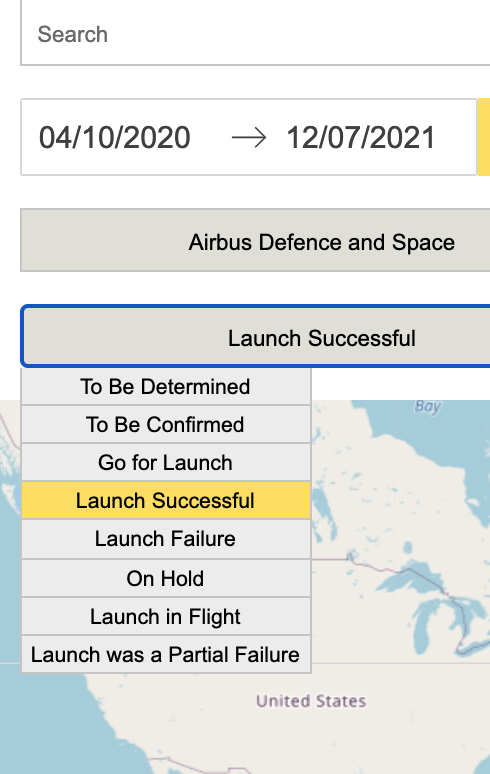 Search
04/10/2020 → 12/07/2021
Airbus Defence and Space
Launch Successful
To Be Determined
To Be Confirmed
Go for Launch
Launch Successful
Launch Failure
On Hold
Launch in Flight
Launch was a Partial Failure
Bay
United States